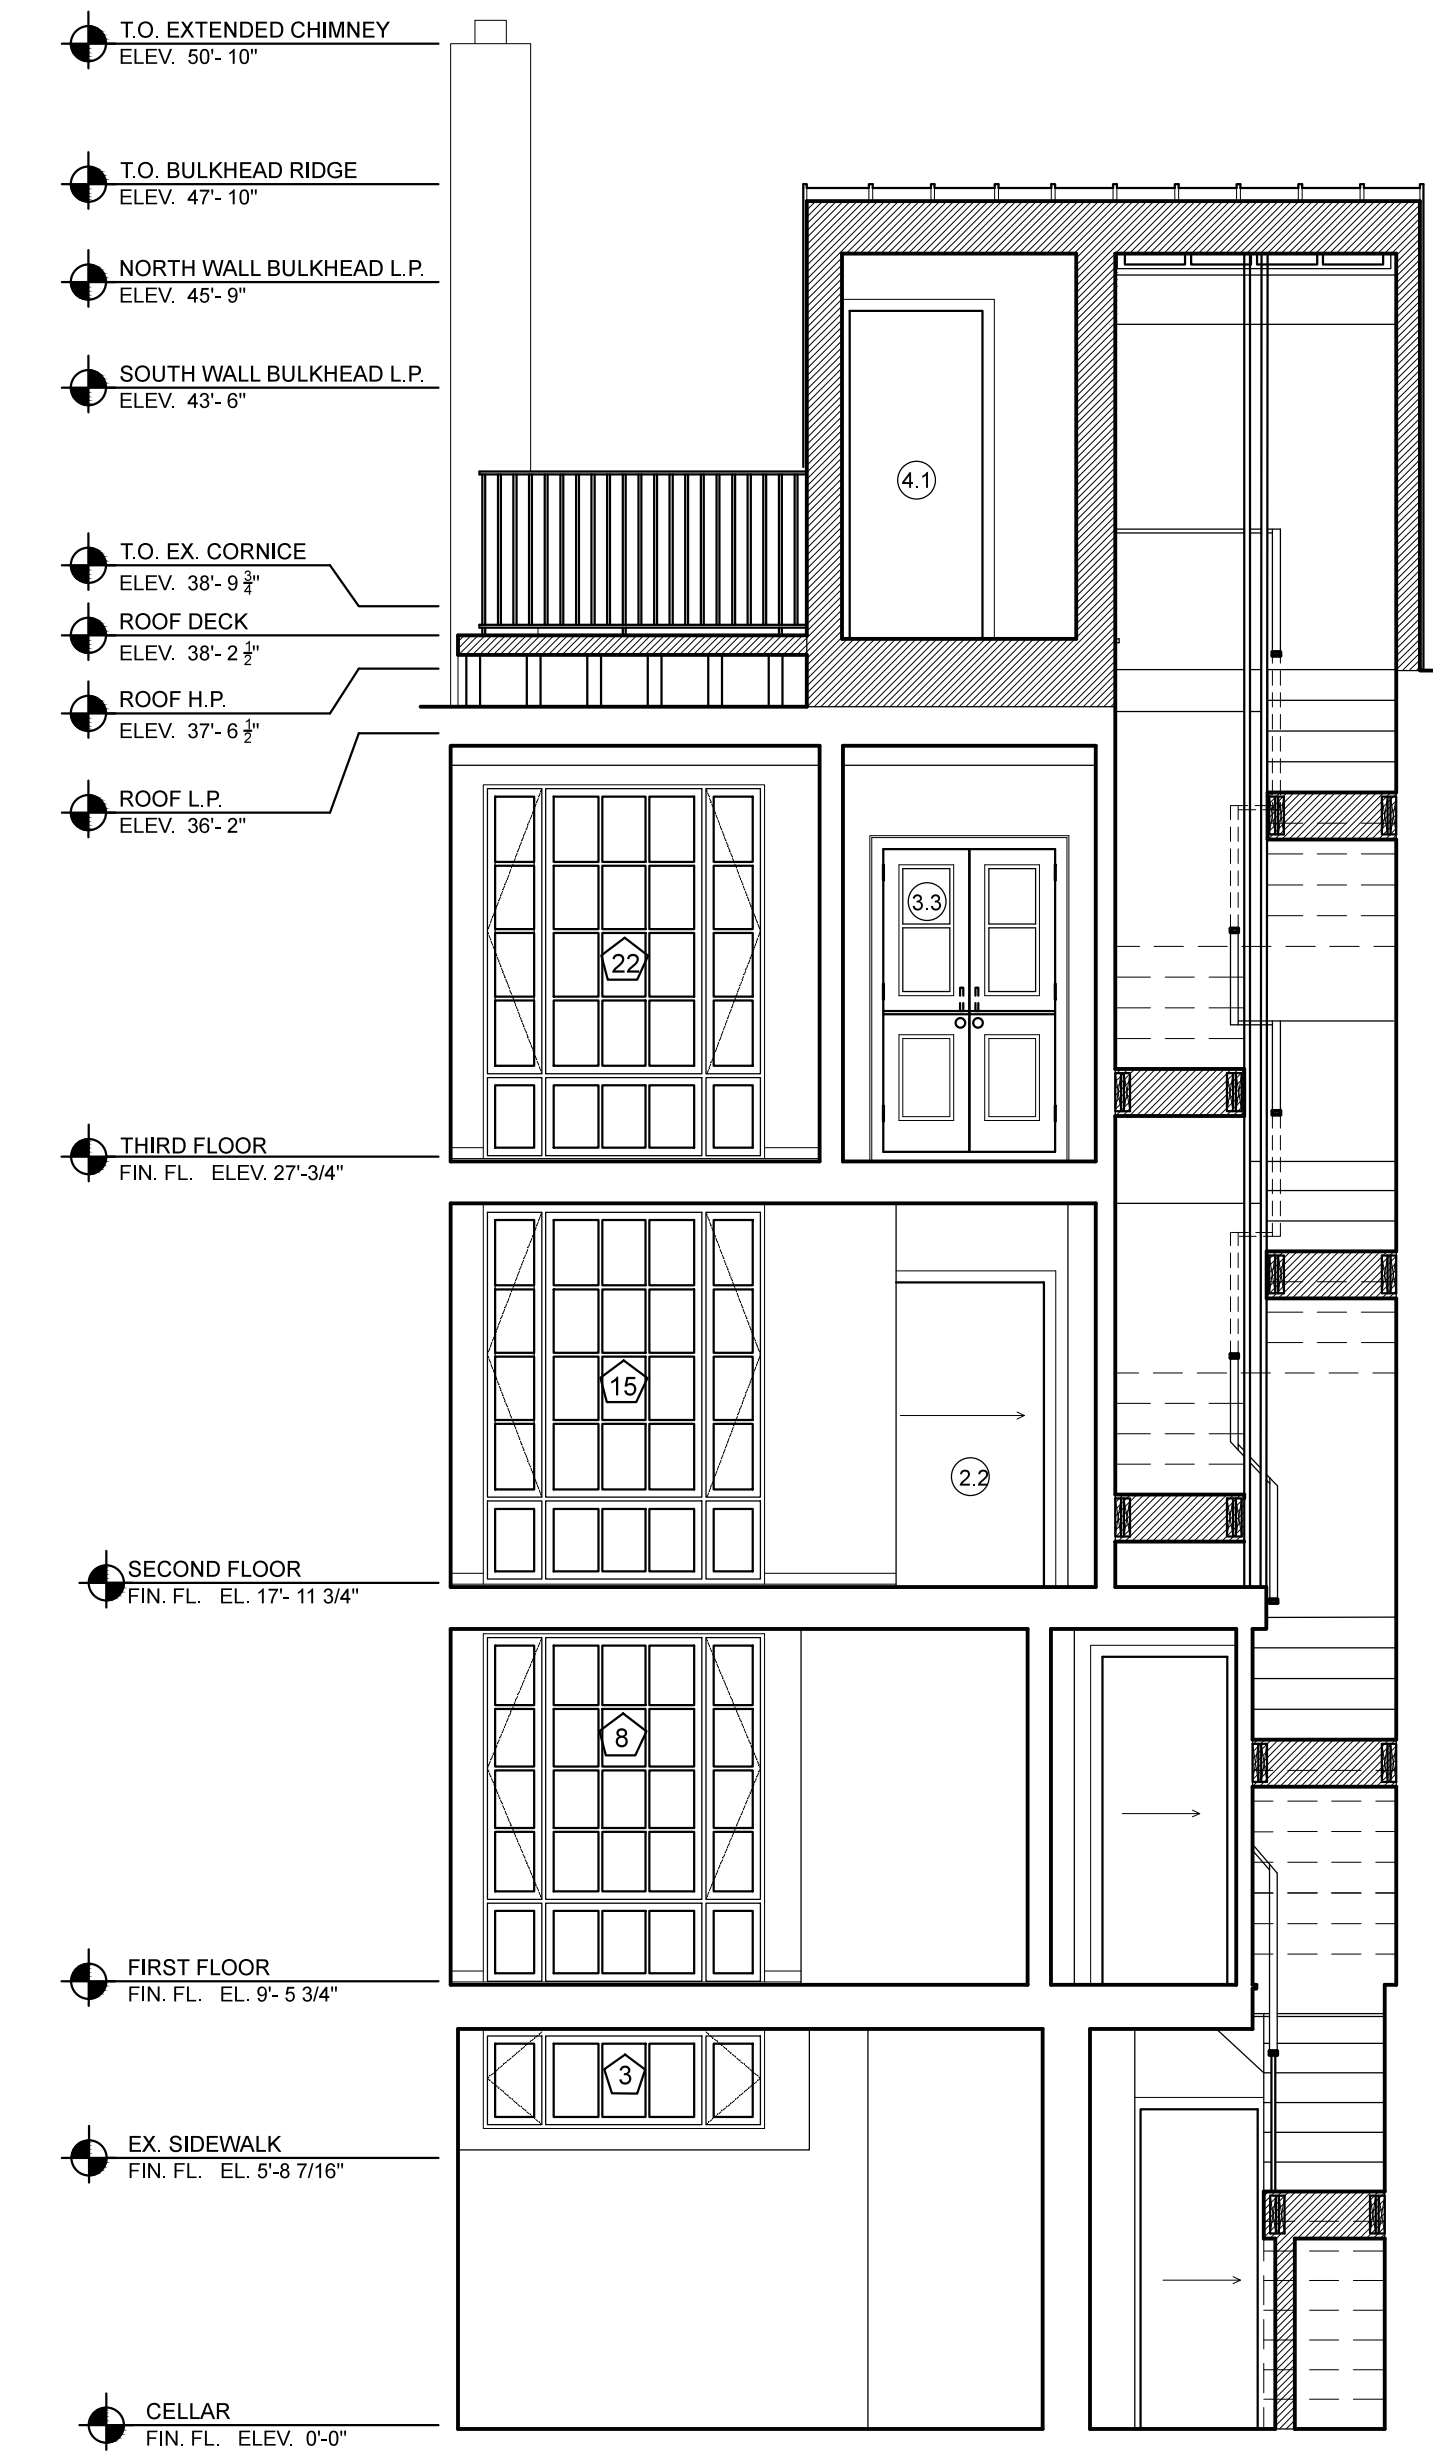 T.O. EXTENDED CHIMNEY
ELEV. 50'- 10"
T.O. BULKHEAD RIDGE
ELEV. 47'- 10"
NORTH WALL BULKHEAD L.P.
ELEV. 45'- 9"
SOUTH WALL BULKHEAD L.P.
ELEV. 43'- 6"
4.1
T.O. EX. CORNICE
ELEV. 38'- 9 3/4"
ROOF DECK
ELEV. 38'- 2 1/2"
ROOF H.P.
ELEV. 37'- 6 1/2"
ROOF L.P.
ELEV. 36'- 2"
3.3
22
THIRD FLOOR
FIN. FL. ELEV. 27'-3/4"
15
2.2
SECOND FLOOR
FIN. FL. EL. 17'- 11 3/4"
8
FIRST FLOOR
FIN. FL. EL. 9'- 5 3/4"
3
EX. SIDEWALK
FIN. FL. EL. 5'-8 7/16"
CELLAR
FIN. FL. ELEV. 0'-0"